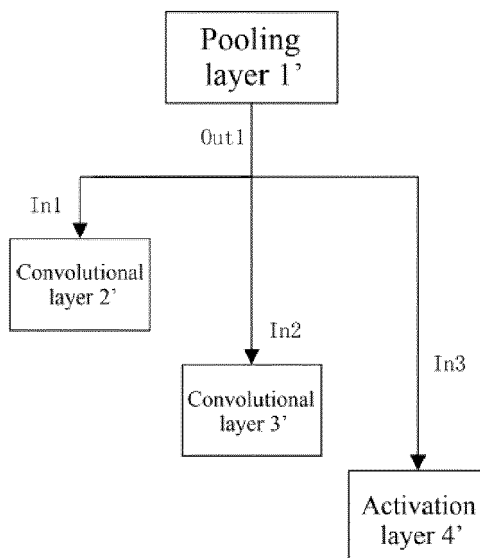 Pooling
layer 1’
Out1
In1
Convolutional
layer 2’
In2
Convolutional
layer 3’
In3
Activation
layer 4’